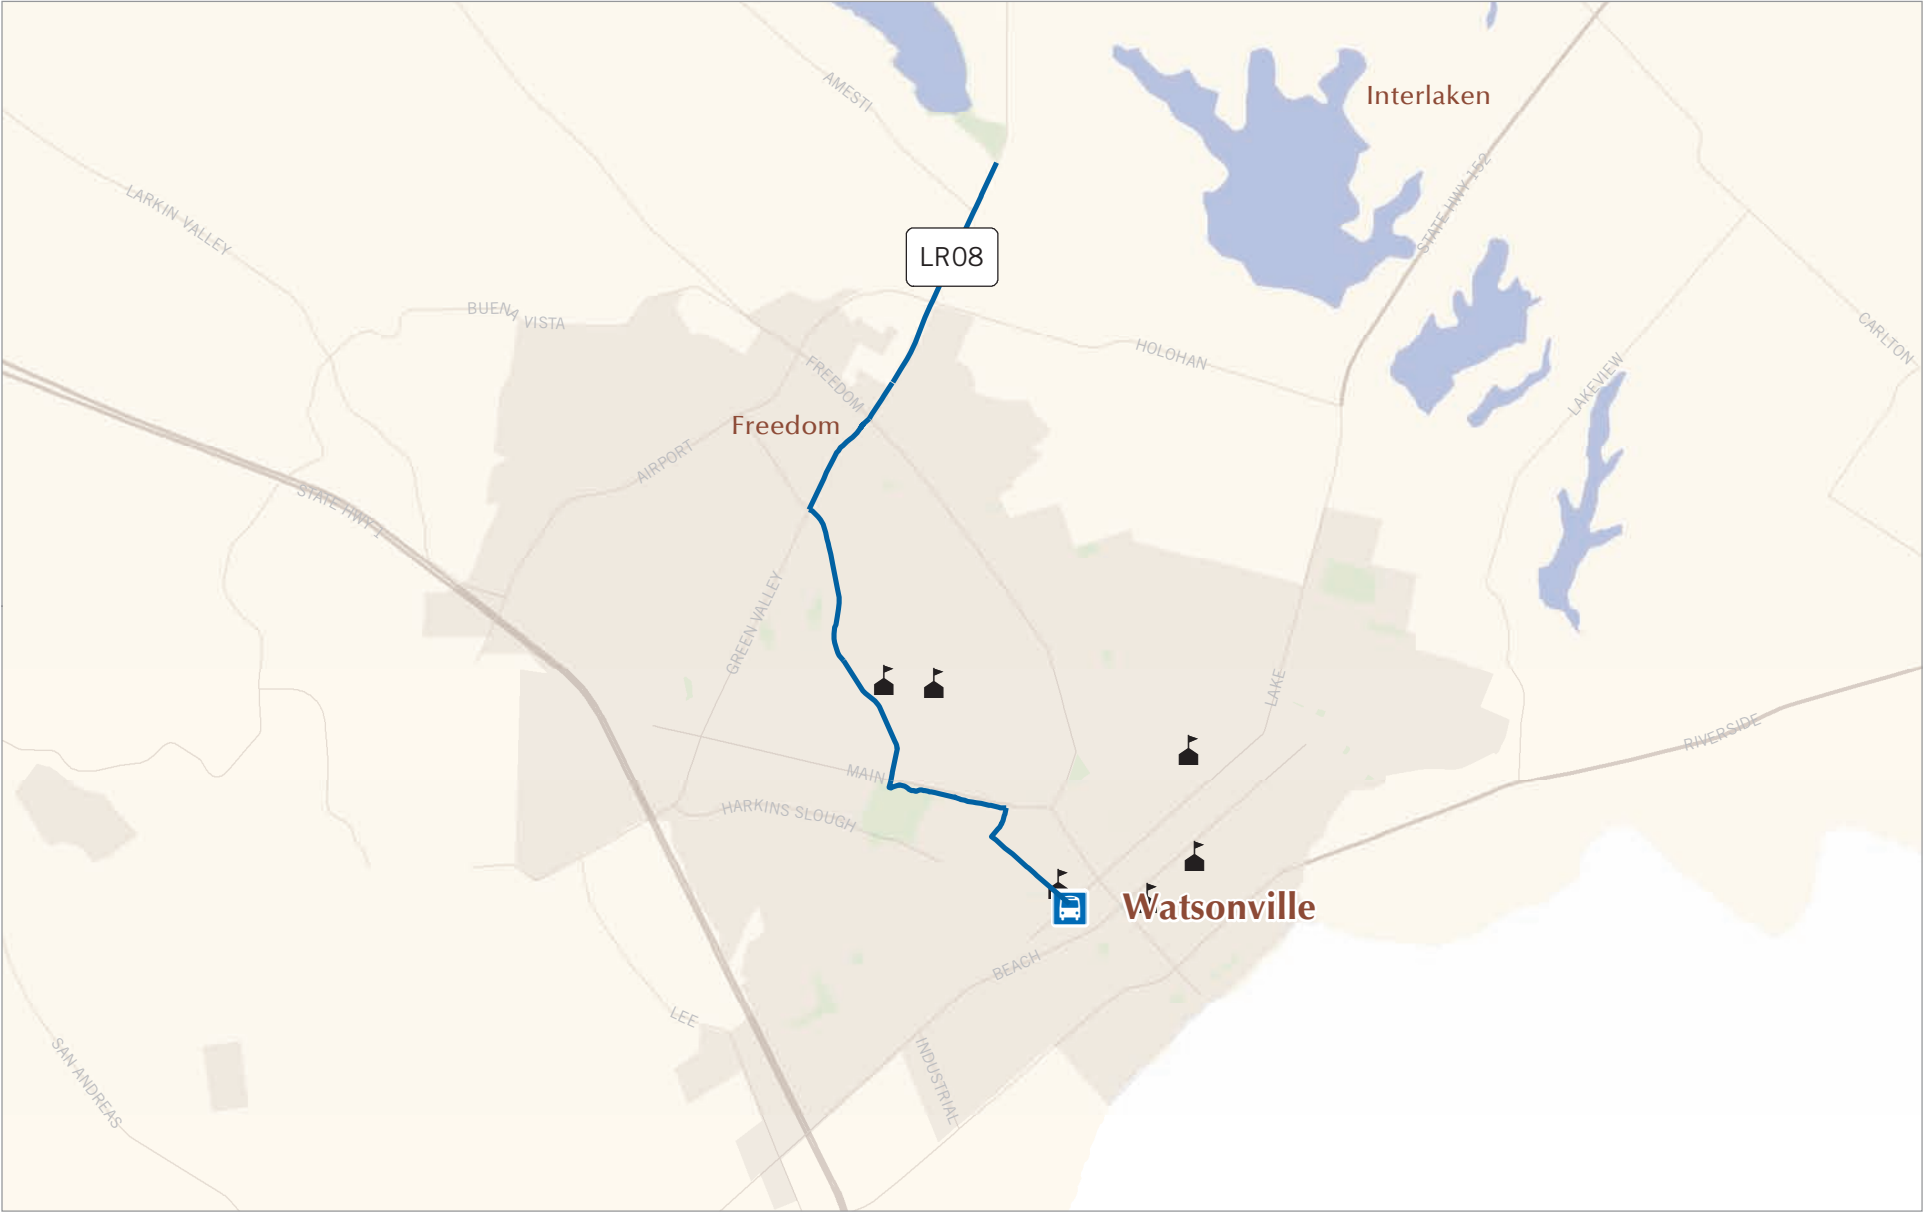 AMESTI
Interlaken
STATE HWY 152
LARKIN VALLEY
LR08
BUENA VISTA
HOLOHAN
CARLTON
FREEDOM
LAKEVIEW
Freedom
AIRPORT
STATE HWY 1
GREEN VALLEY
LAKE
RIVERSIDE
MAIN
HARKINS SLOUGH
Watsonville
BEACH
LEE
INDUSTRIAL
SAN ANDREAS